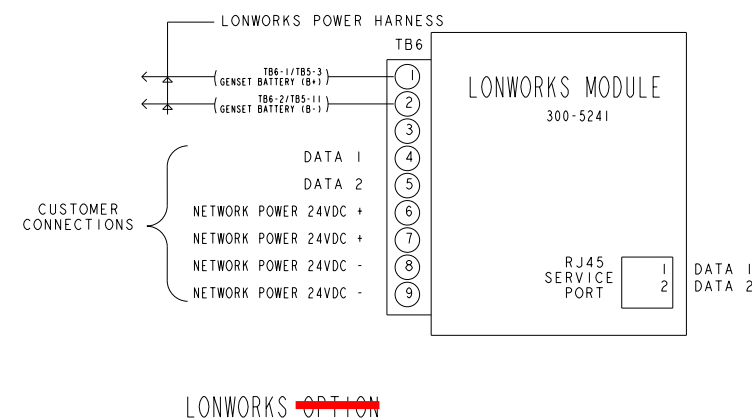 LONWORKS POWER HARNESS
TB6
TB6-1/TB5-3
GENSET BATTERY (B+)
TB6-2/TB5-11
GENSET BATTERY (B-)
1
2
3
4
5
6
7
8
9
LONWORKS MODULE
300-5241
DATA 1
DATA 2
NETWORK POWER 24VDC +
NETWORK POWER 24VDC +
NETWORK POWER 24VDC -
NETWORK POWER 24VDC -
CUSTOMER
CONNECTIONS
RJ45
SERVICE
PORT
1
2
DATA 1
DATA 2
LONWORKS OPTION